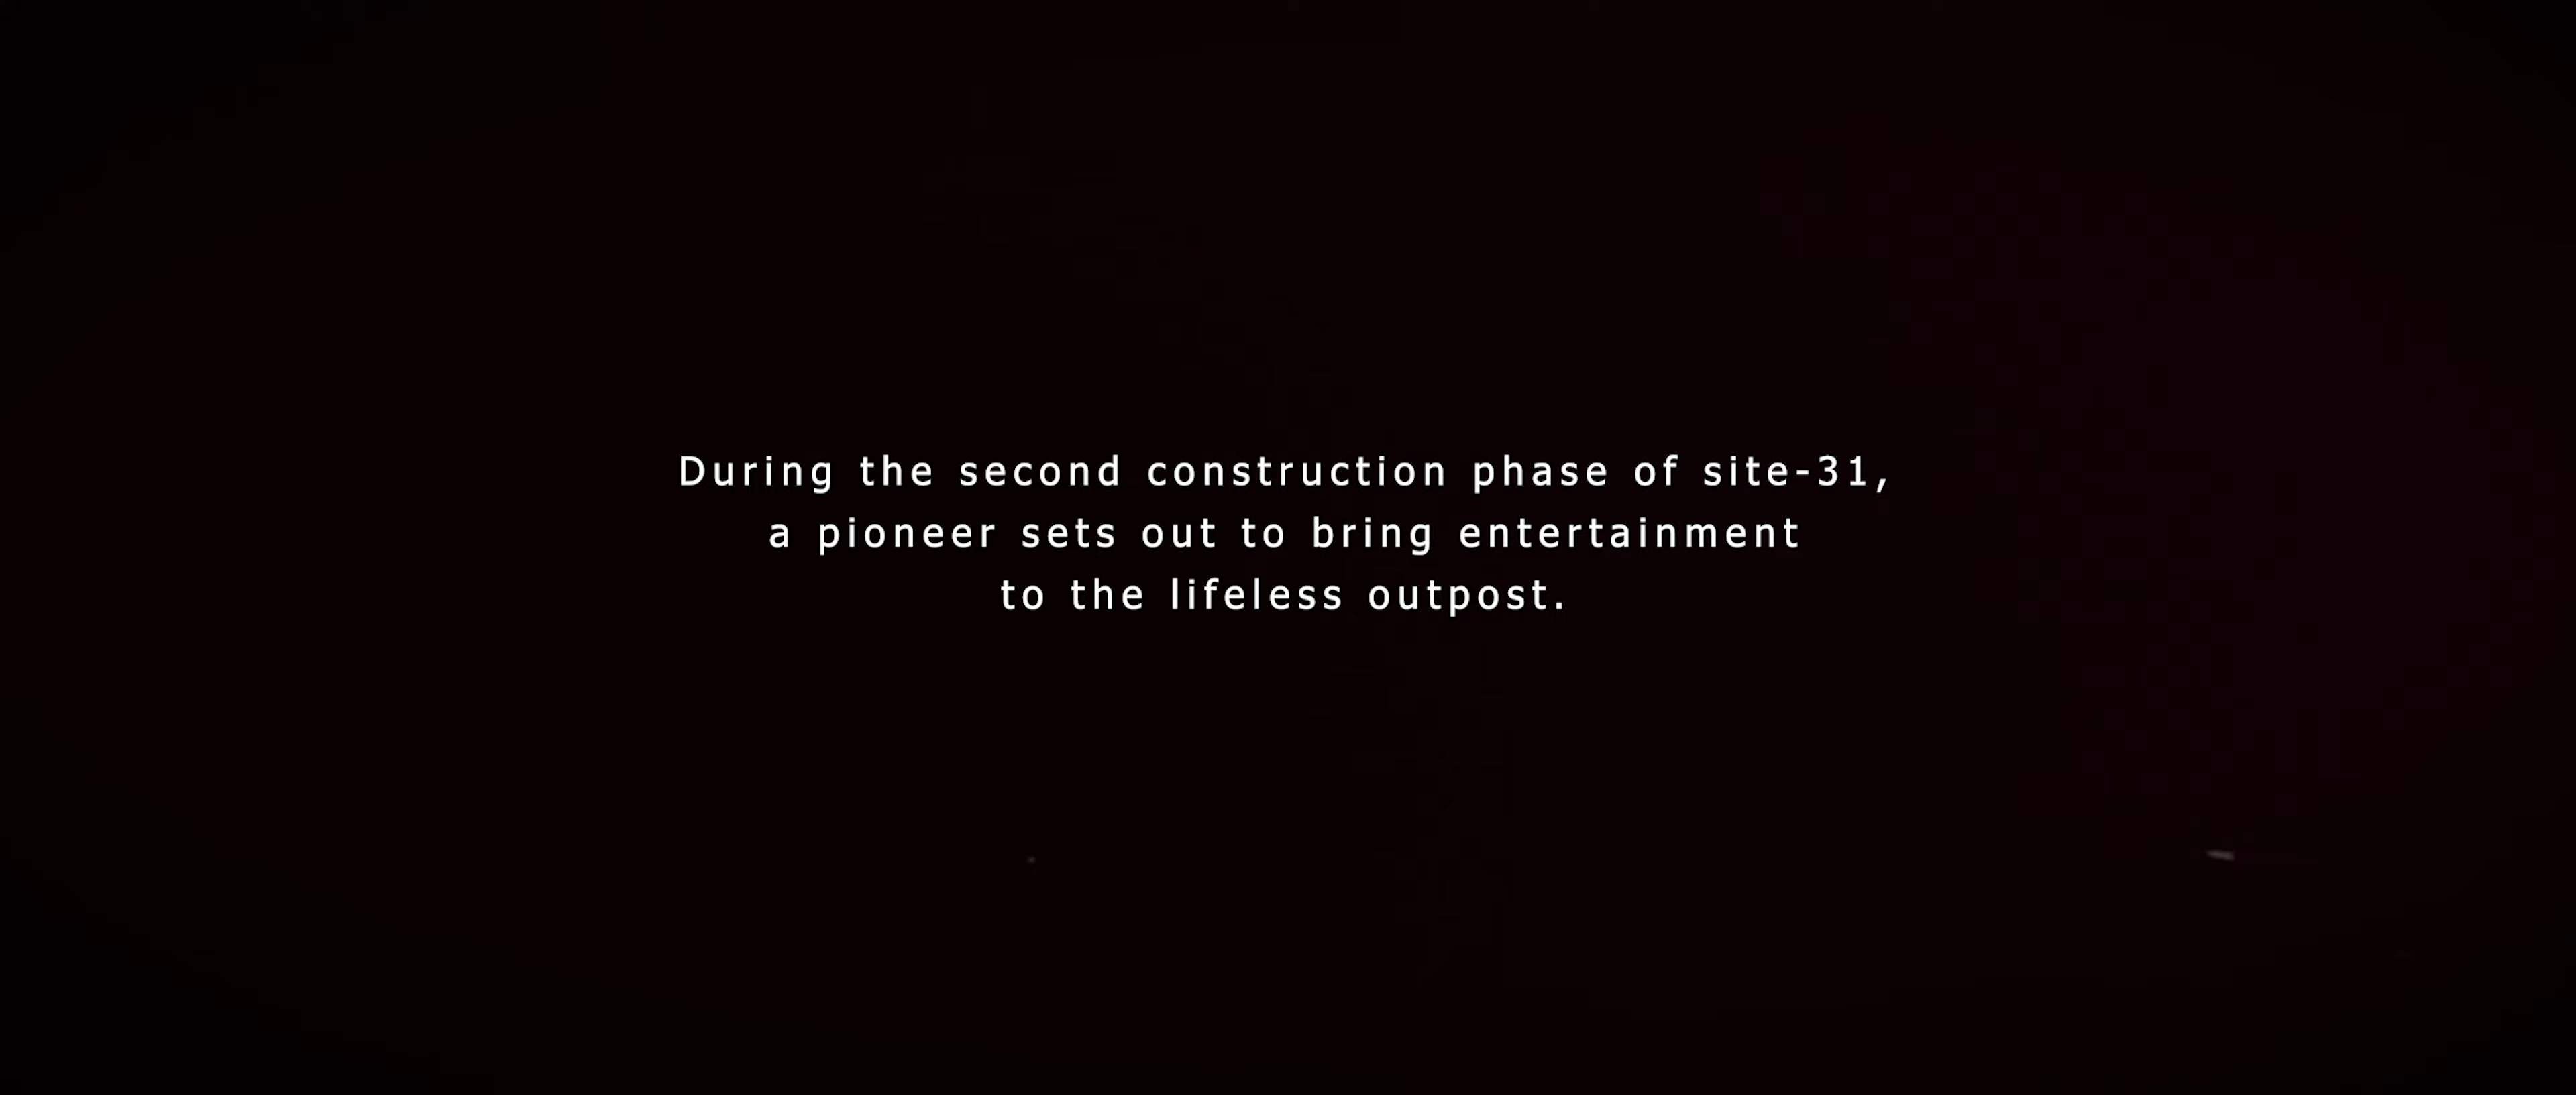 During the second construction phase of site-31,
a pioneer sets out to bring entertainment
to the lifeless outpost.